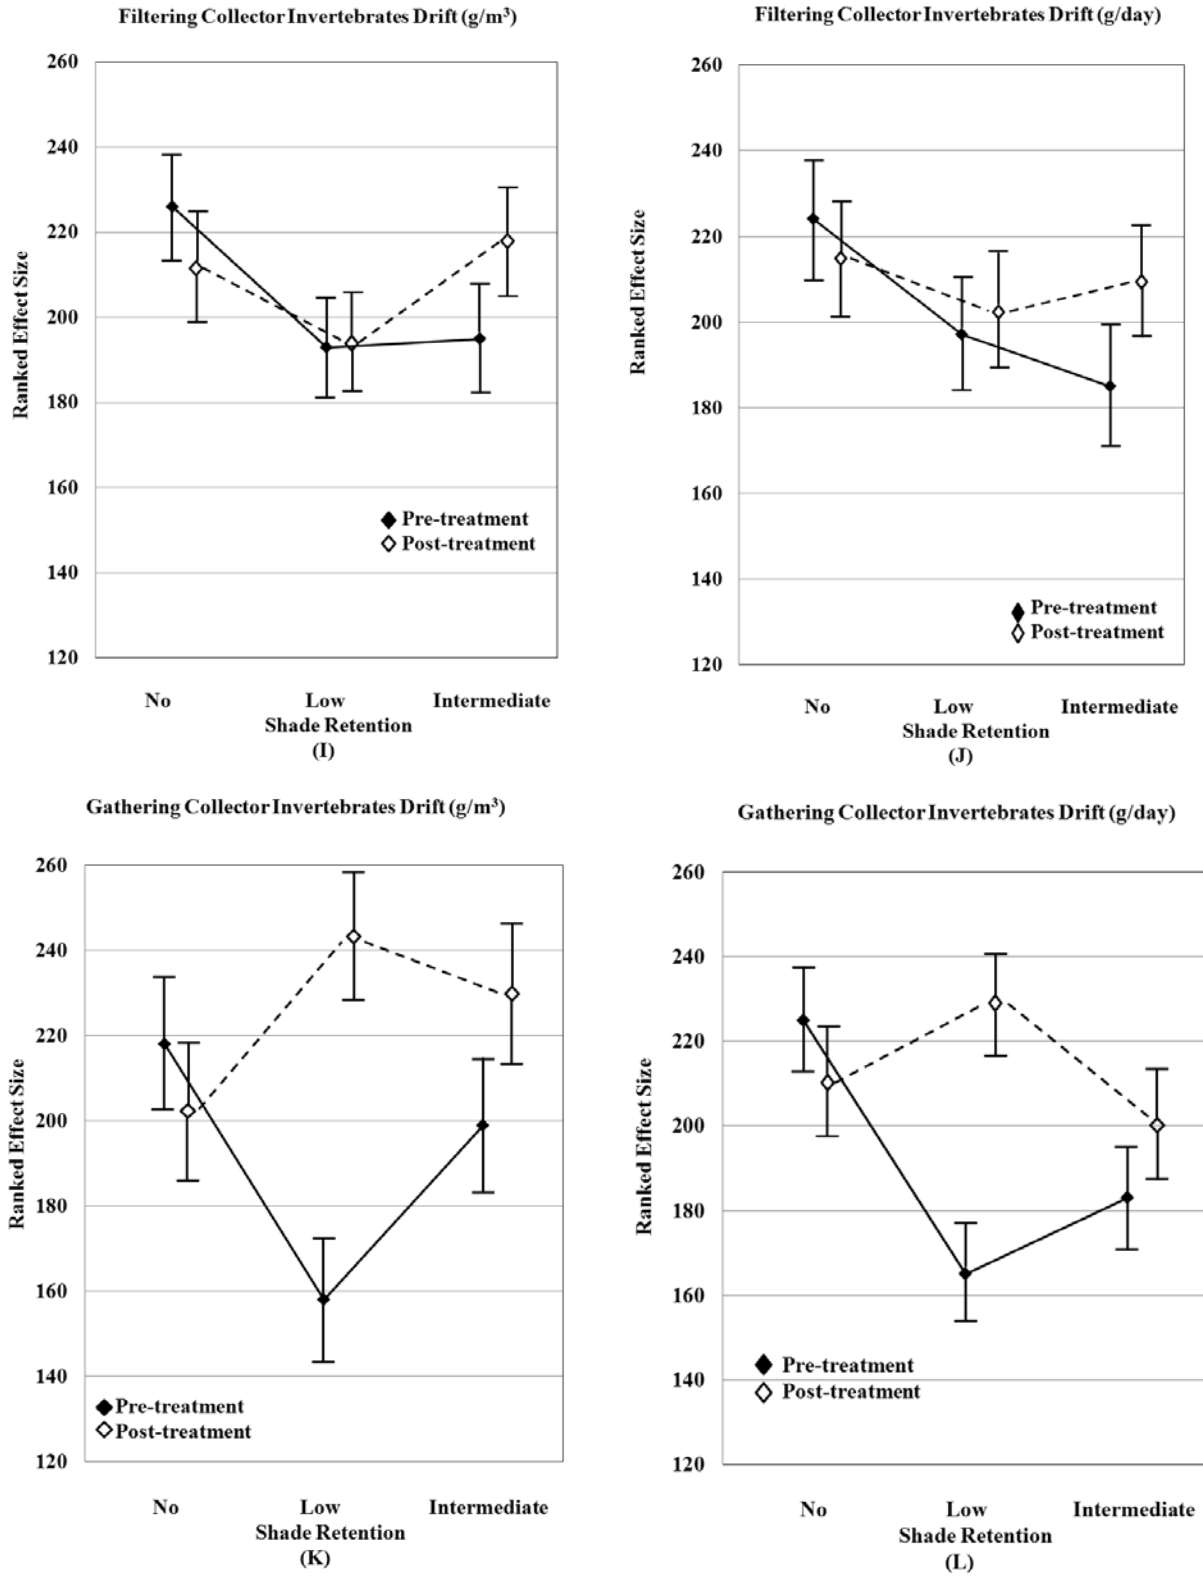 Filtering Collector Invertebrates Drift (g/m³)
260
240
220
200
180
160
140
120
Ranked Effect Size
Pre-treatment
Post-treatment
No Low Intermediate
Shade Retention
(I)
Filtering Collector Invertebrates Drift (g/day)
260
240
220
200
180
160
140
120
Ranked Effect Size
Pre-treatment
Post-treatment
No Low Intermediate
Shade Retention
(J)
Gathering Collector Invertebrates Drift (g/m³)
260
240
220
200
180
160
140
120
Ranked Effect Size
Pre-treatment
Post-treatment
No Low Intermediate
Shade Retention
(K)
Gathering Collector Invertebrates Drift (g/day)
260
240
220
200
180
160
140
120
Ranked Effect Size
Pre-treatment
Post-treatment
No Low Intermediate
Shade Retention
(L)